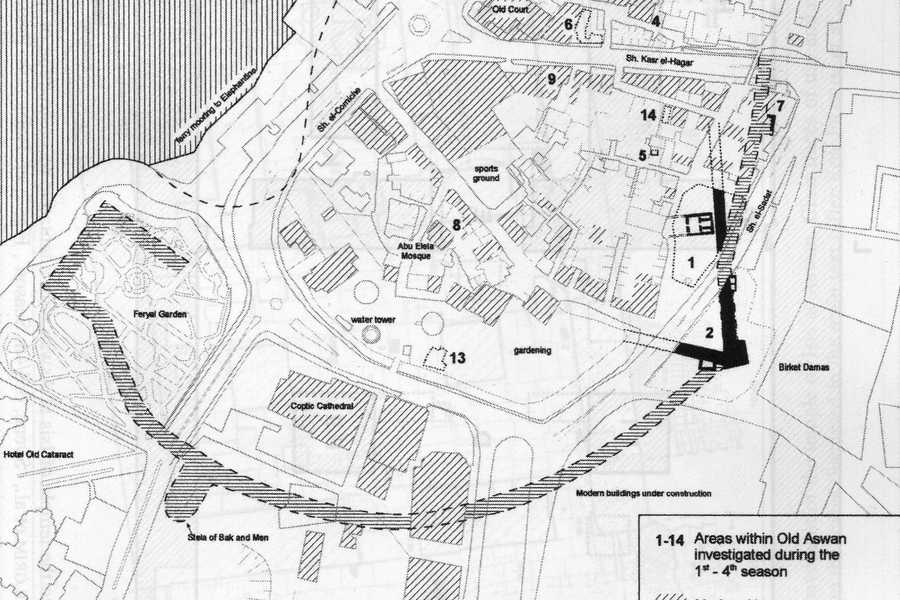 Old Court
6
4
Sh. Kasr el-Hagar
9
7
14
5
ferry mooring to Elephantine
Sh. el-Corniche
sports
ground
8
Abu Elela
Mosque
Sh. el-Sadat
1
Feryal Garden
water tower
2
13
gardening
Birket Damas
Coptic Cathedral
Hotel Old Cataract
Modern buildings under construction
Stela of Bak and Men
1-14 Areas within Old Aswan
investigated during the
1st - 4th season